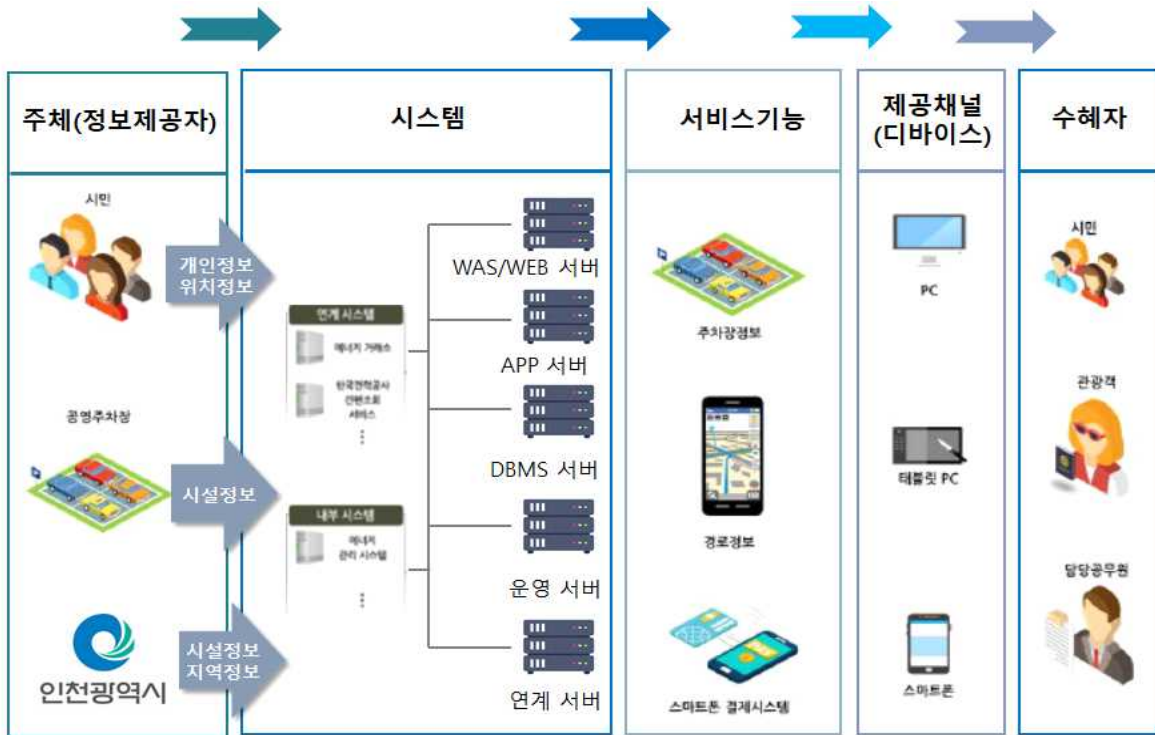 주체(정보제공자)
시스템
서비스기능
제공채널
(디바이스)
수혜자
시민
개인정보
위치정보
공영주차장
시설정보
인천광역시
시설정보
지역정보
연계 시스템
에너지 거래소
한국전력공사
간편조회
서비스
내부 시스템
에너지
관리 시스템
WAS/WEB 서버
APP 서버
DBMS 서버
운영 서버
연계 서버
주차장정보
경로정보
스마트폰 결제시스템
PC
태블릿 PC
스마트폰
시민
관광객
담당공무원